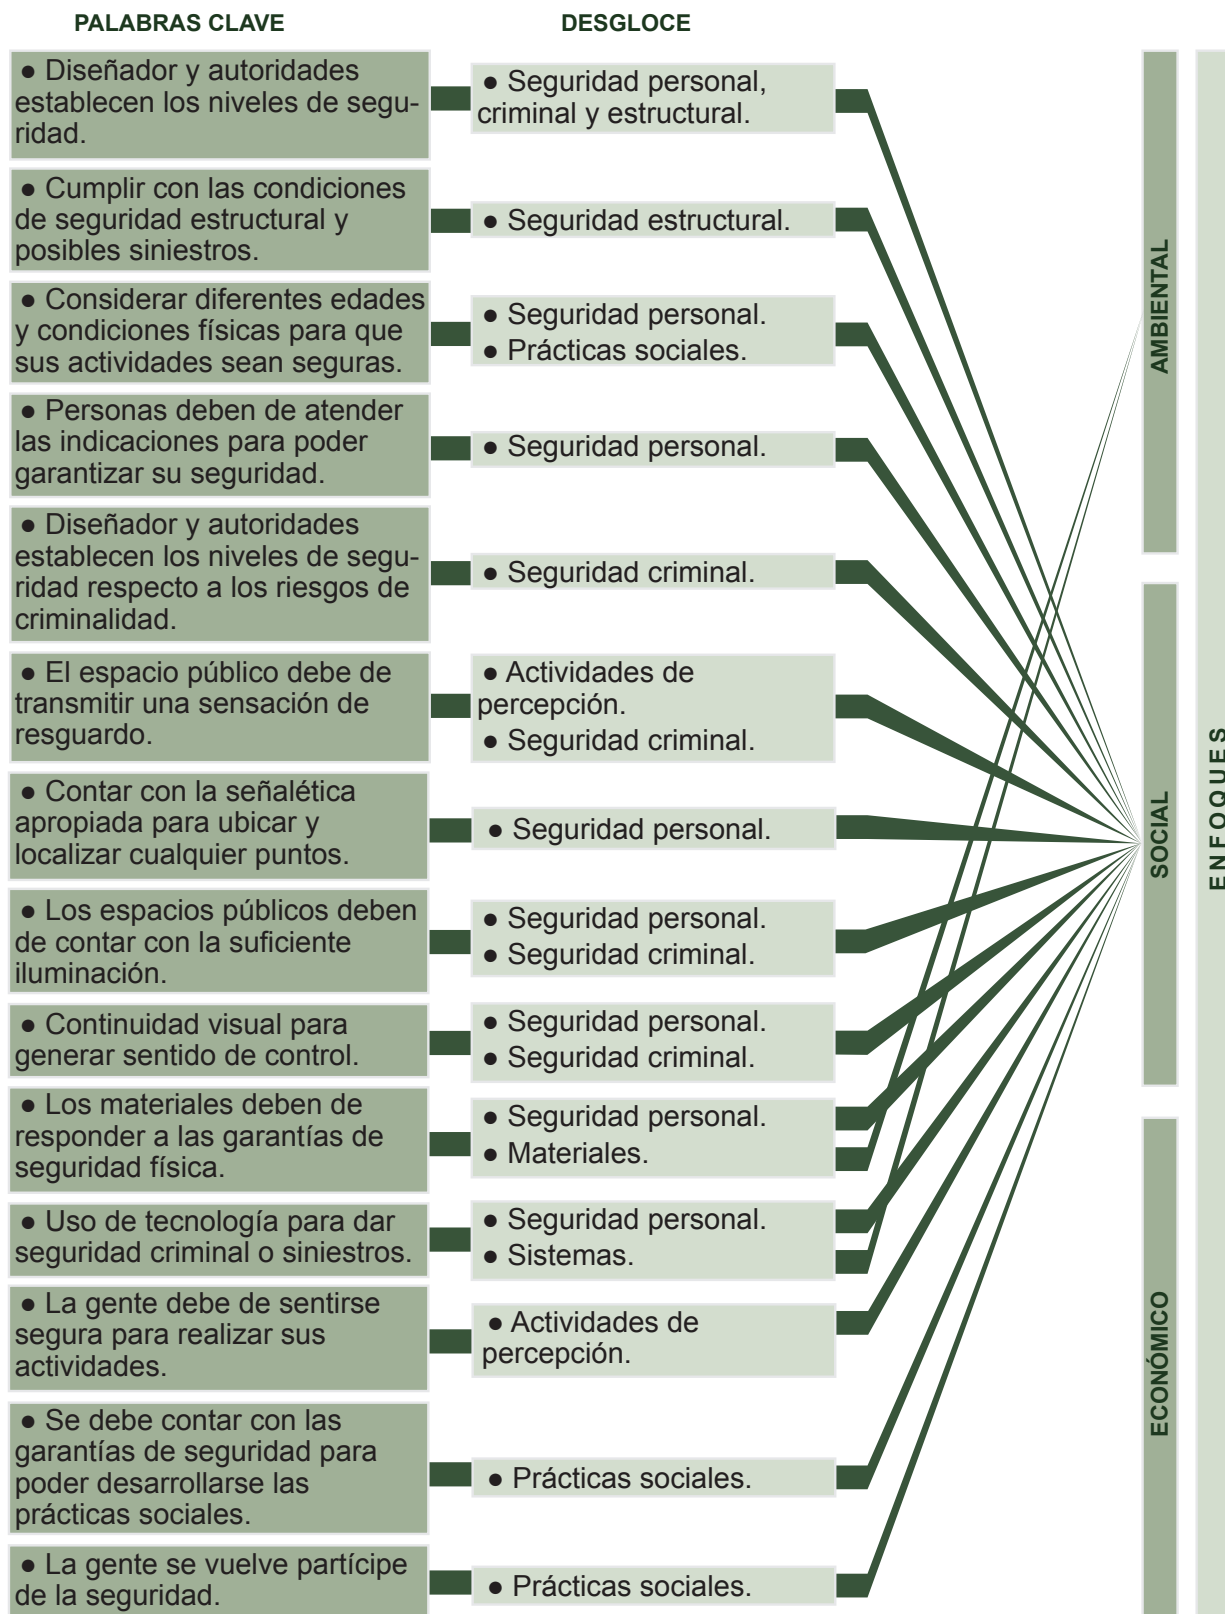 PALABRAS CLAVE
DESGLOCE
● Diseñador y autoridades
establecen los niveles de segu-
ridad.
● Seguridad personal,
criminal y estructural.
● Cumplir con las condiciones
de seguridad estructural y
posibles siniestros.
● Seguridad estructural.
● Considerar diferentes edades
y condiciones físicas para que
sus actividades sean seguras.
● Seguridad personal.
● Prácticas sociales.
● Personas deben de atender
las indicaciones para poder
garantizar su seguridad.
● Seguridad personal.
● Diseñador y autoridades
establecen los niveles de segu-
ridad respecto a los riesgos de
criminalidad.
● Seguridad criminal.
● El espacio público debe de
transmitir una sensación de
resguardo.
● Actividades de
percepción.
● Seguridad criminal.
● Contar con la señalética
apropiada para ubicar y
localizar cualquier puntos.
● Seguridad personal.
● Los espacios públicos deben
de contar con la suficiente
iluminación.
● Seguridad personal.
● Seguridad criminal.
● Continuidad visual para
generar sentido de control.
● Seguridad personal.
● Seguridad criminal.
● Los materiales deben de
responder a las garantías de
seguridad física.
● Seguridad personal.
● Materiales.
● Uso de tecnología para dar
seguridad criminal o siniestros.
● Seguridad personal.
● Sistemas.
● La gente debe de sentirse
segura para realizar sus
actividades.
● Actividades de
percepción.
● Se debe contar con las
garantías de seguridad para
poder desarrollarse las
prácticas sociales.
● Prácticas sociales.
● La gente se vuelve partícipe
de la seguridad.
● Prácticas sociales.
AMBIENTAL
SOCIAL
ECONÓMICO
ENFOQUES